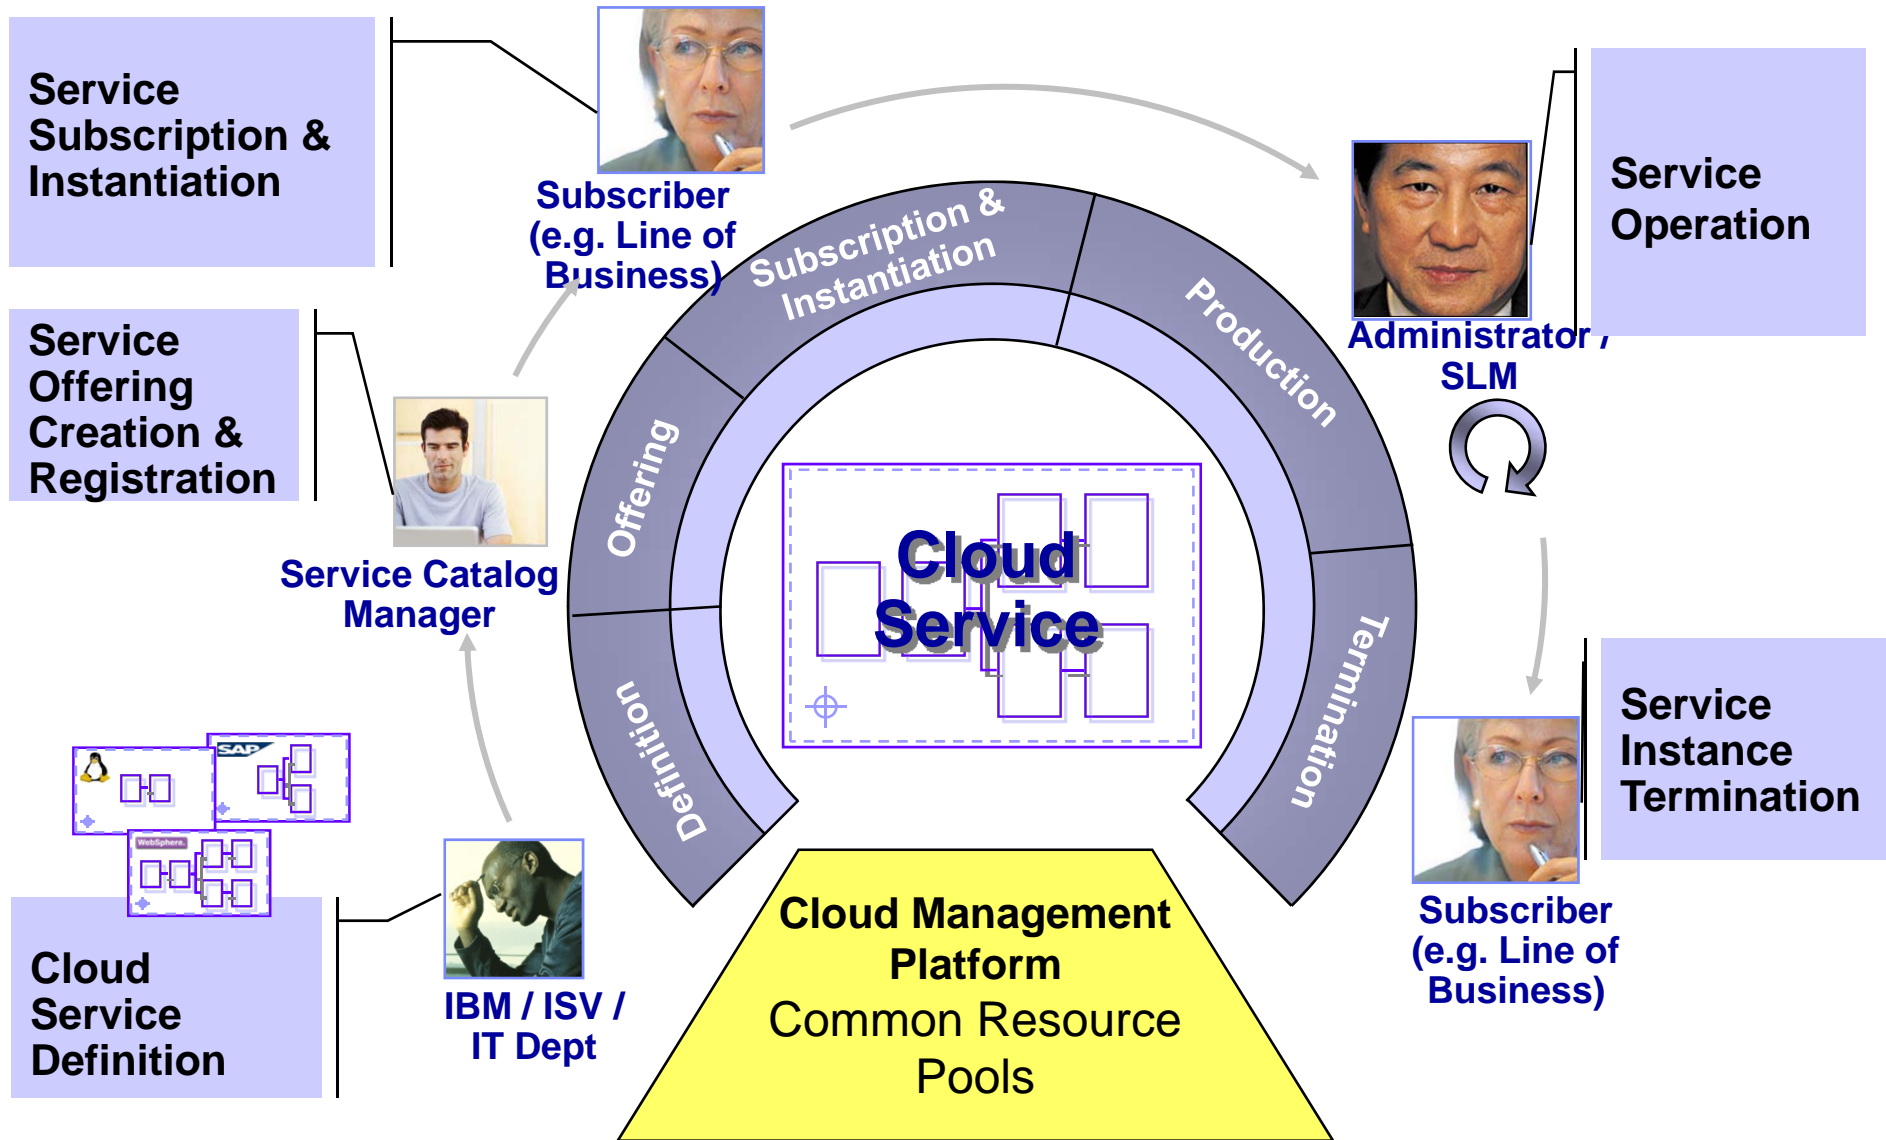 Service
Subscription &
Instantiation
Subscriber
(e.g. Line of
Business)
Service
Operation
Administrator /
SLM
Service
Offering
Creation &
Registration
Service Catalog
Manager
Subscription &
Instantiation
Production
Offering
Definition
Termination
Cloud
Service
SAP
WebSphere.
Cloud
Service
Definition
IBM / ISV /
IT Dept
Cloud Management
Platform
Common Resource
Pools
Service
Instance
Termination
Subscriber
(e.g. Line of
Business)